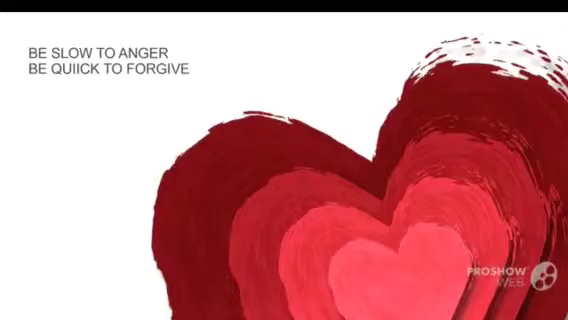 BE SLOW TO ANGER
BE QUIICK TO FORGIVE
PROSHOW
WEB